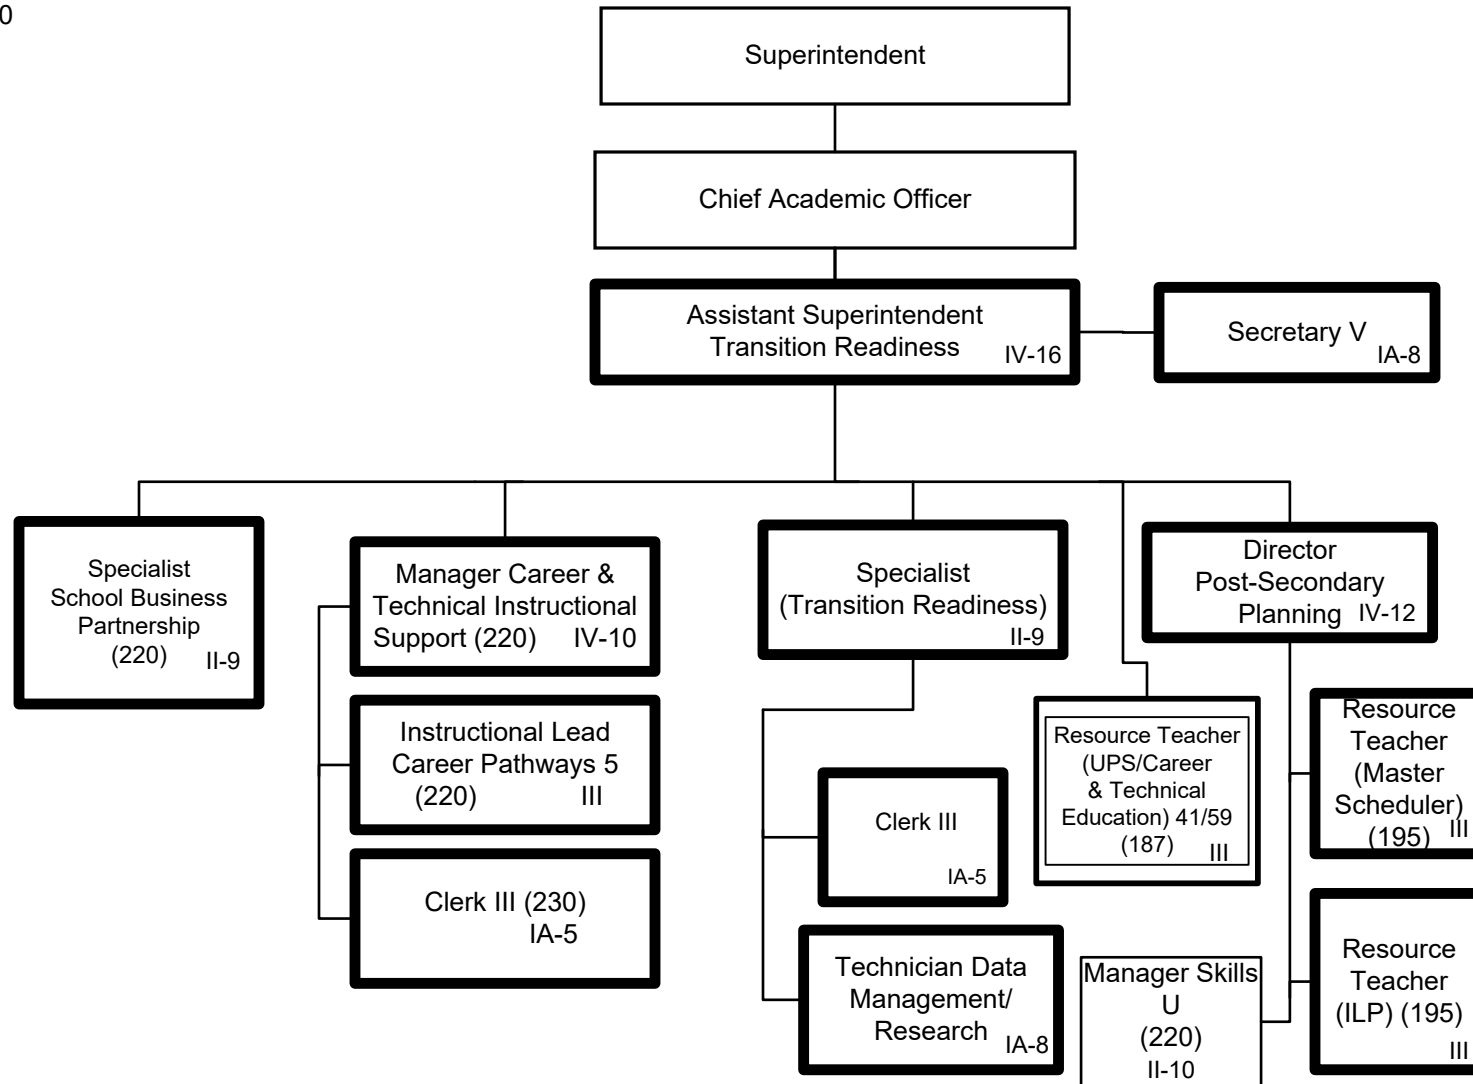 0
Superintendent
Chief Academic Officer
Assistant Superintendent
Transition Readiness IV-16
Secretary V
IA-8
Specialist
School Business
Partnership
(220) II-9
Manager Career &
Technical Instructional
Support (220) IV-10
Instructional Lead
Career Pathways 5
(220) III
Clerk III (230)
IA-5
Specialist
(Transition Readiness)
II-9
Clerk III
IA-5
Technician Data
Management/
Research IA-8
Resource Teacher
(UPS/Career
& Technical
Education) 41/59
(187) III
Director
Post-Secondary
Planning IV-12
Resource
Teacher
(Master
Scheduler)
(195) III
Resource
Teacher
(ILP) (195)
III
Manager Skills
U
(220)
II-10